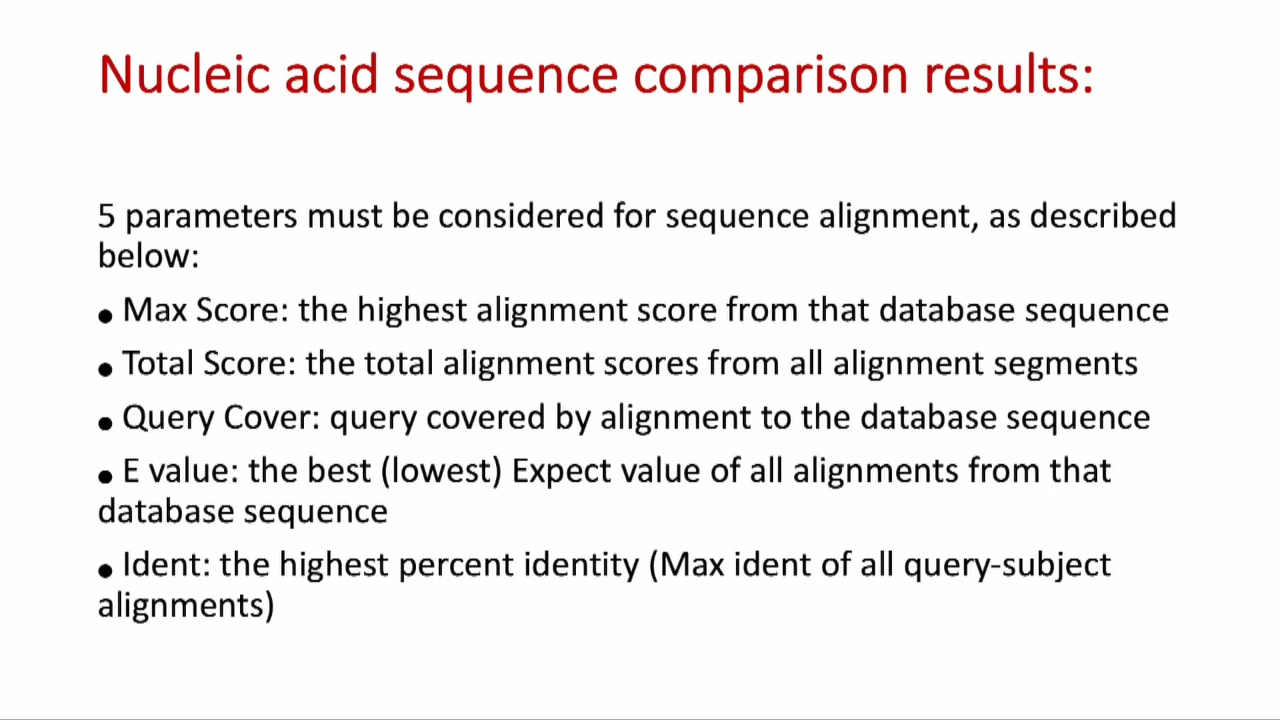 Nucleic acid sequence comparison results:
5 parameters must be considered for sequence alignment, as described
below:
• Max Score: the highest alignment score from that database sequence
• Total Score: the total alignment scores from all alignment segments
• Query Cover: query covered by alignment to the database sequence
• E value: the best (lowest) Expect value of all alignments from that
database sequence
• Ident: the highest percent identity (Max ident of all query-subject
alignments)